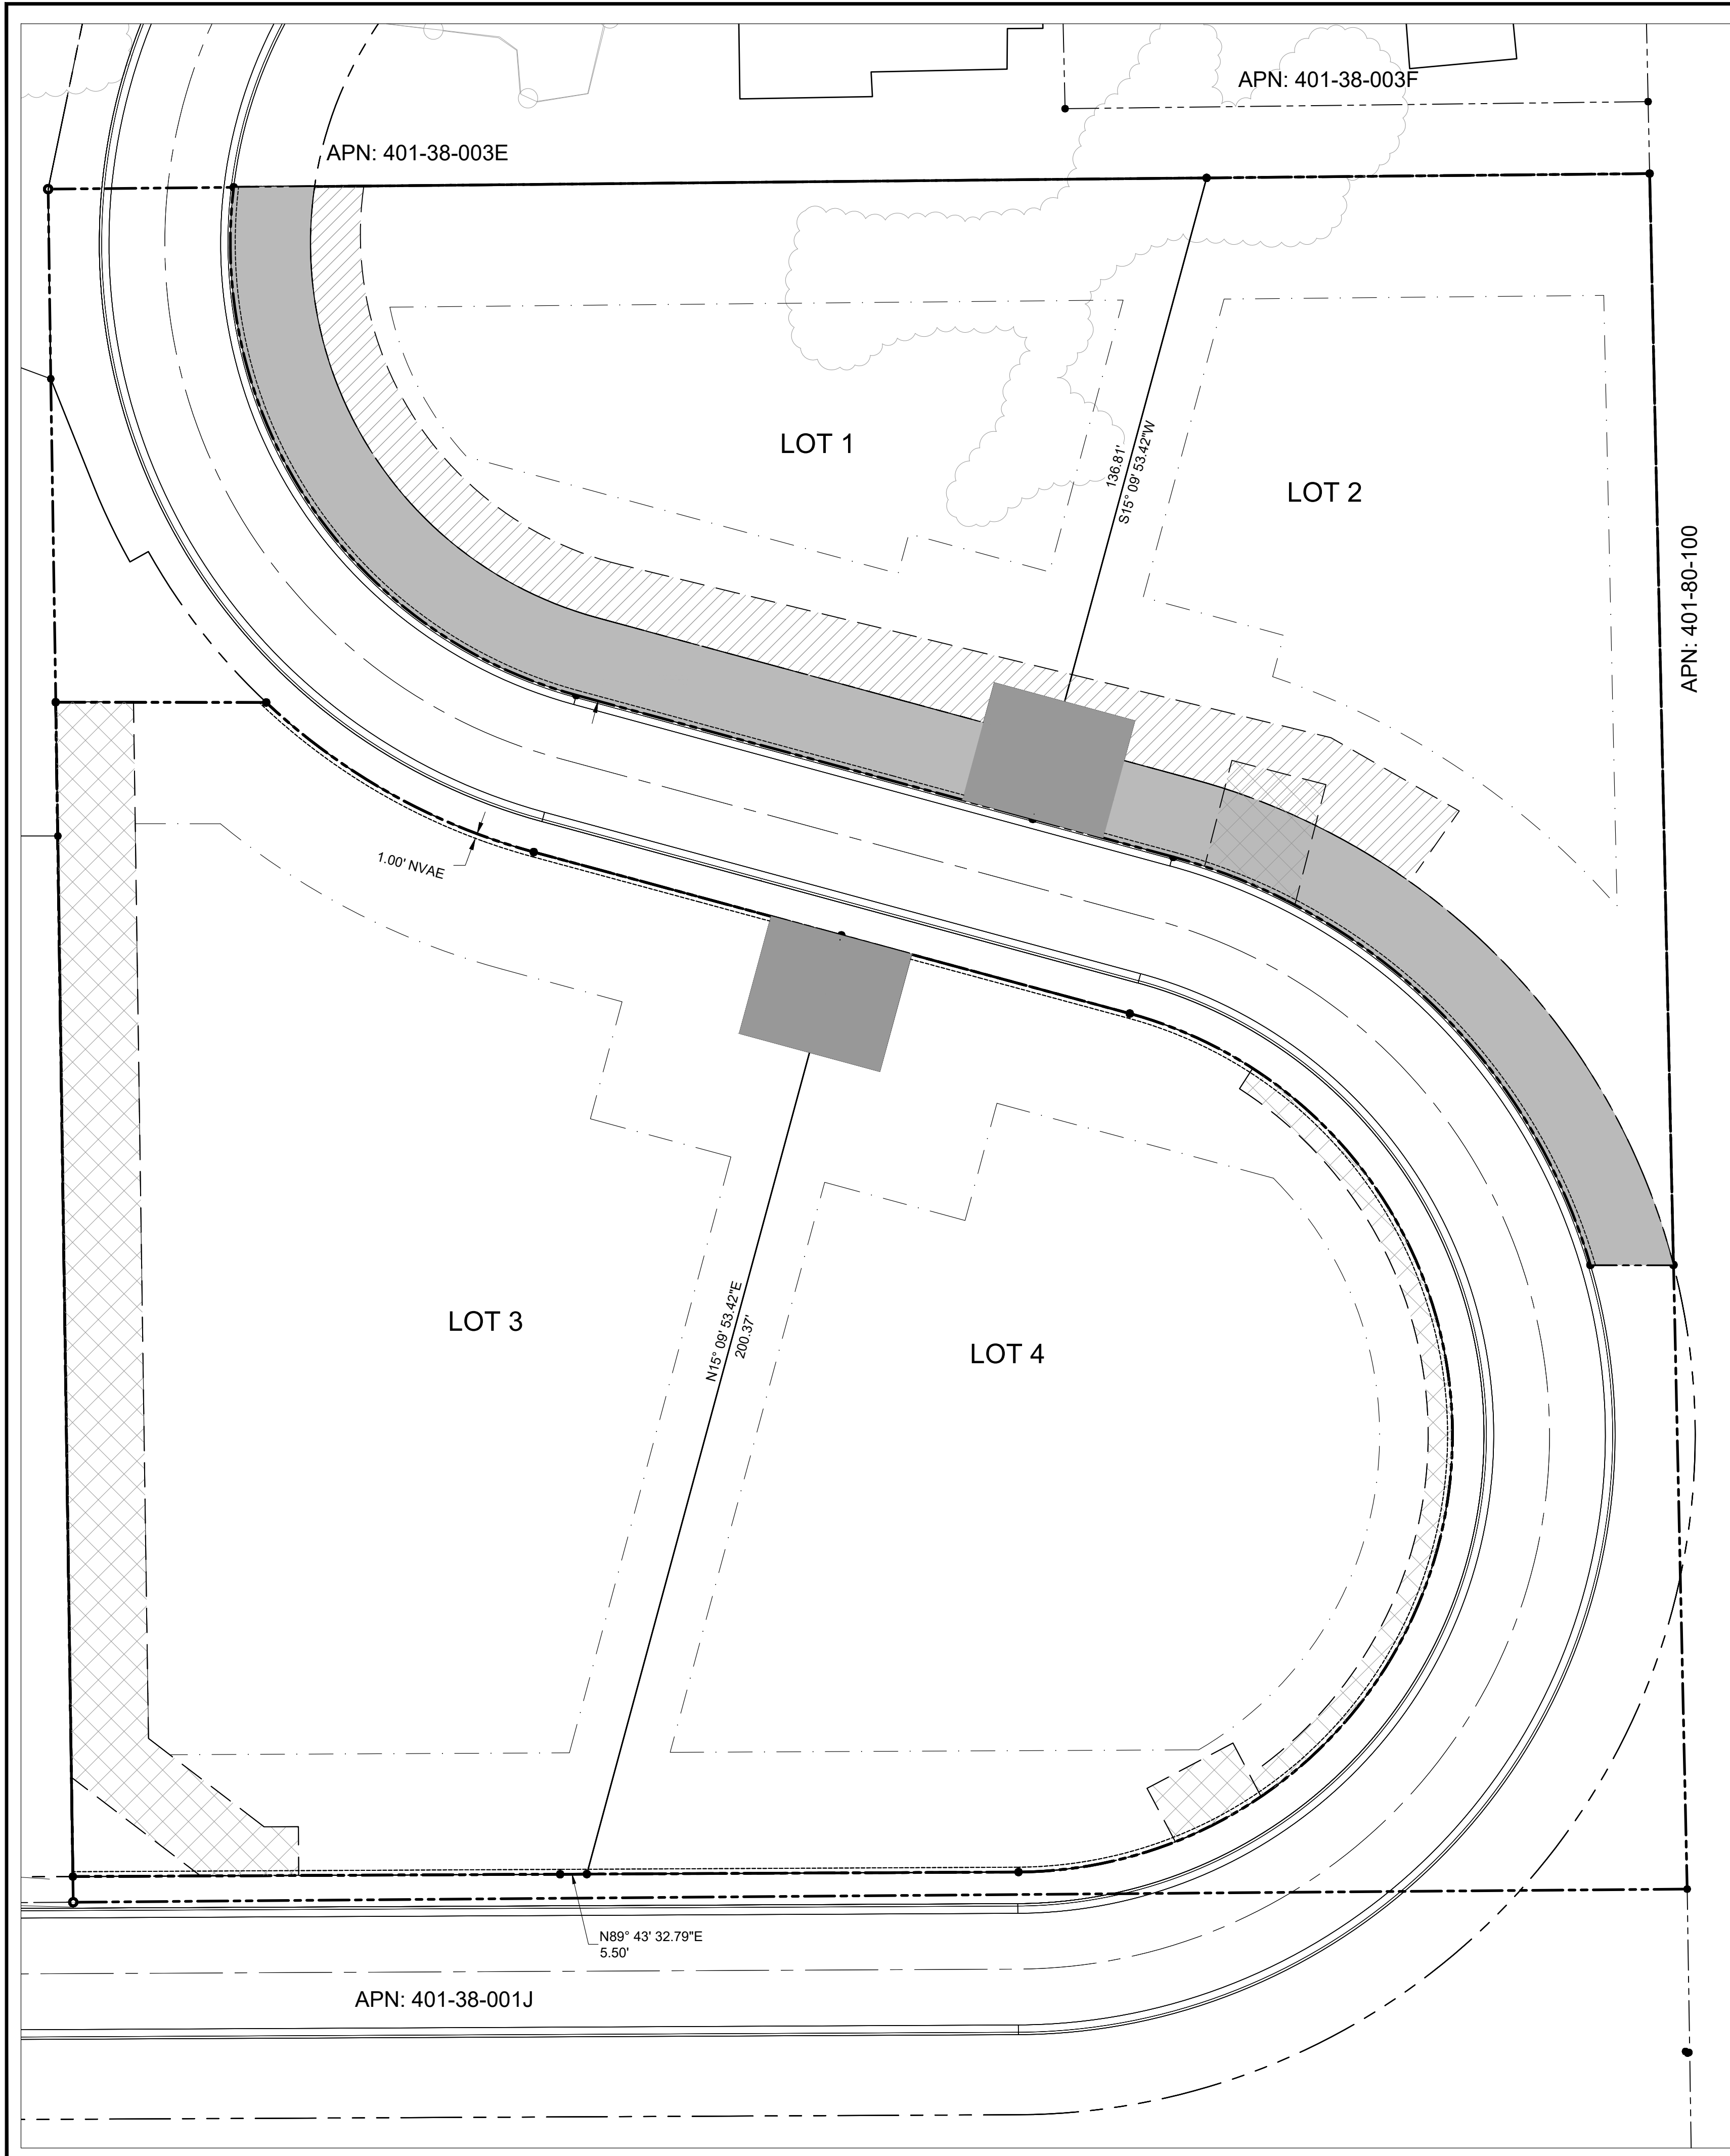 APN: 401-38-003F
APN: 401-38-003E
LOT 1
136.81'
S15° 09' 53.42"W
LOT 2
APN: 401-80-100
1.00' NVAE
LOT 3
N15° 09' 53.42"E
200.37'
LOT 4
N89° 43' 32.79"E
5.50'
APN: 401-38-001J